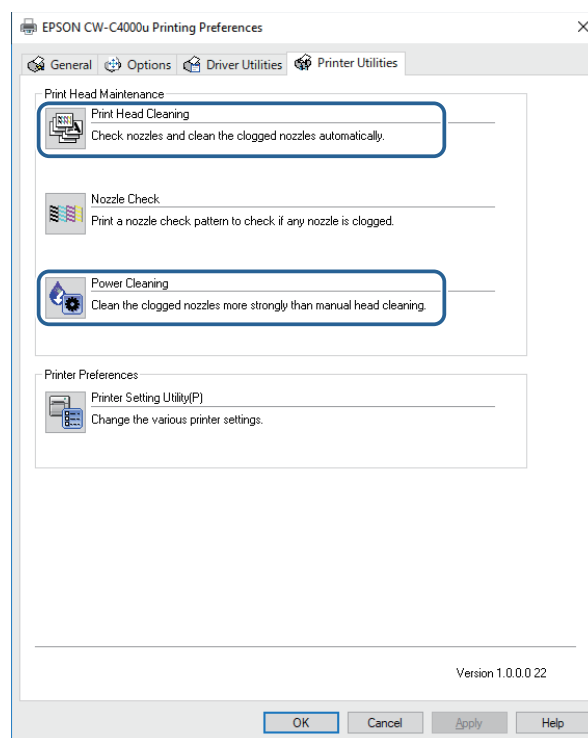 EPSON CW-C4000u Printing Preferences
General Options Driver Utilities Printer Utilities
Print Head Maintenance
Print Head Cleaning
Check nozzles and clean the clogged nozzles automatically.
Nozzle Check
Print a nozzle check pattern to check if any nozzle is clogged.
Power Cleaning
Clean the clogged nozzles more strongly than manual head cleaning.
Printer Preferences
Printer Setting Utility(P)
Change the various printer settings.
Version 1.0.0.0 22
OK Cancel Apply Help